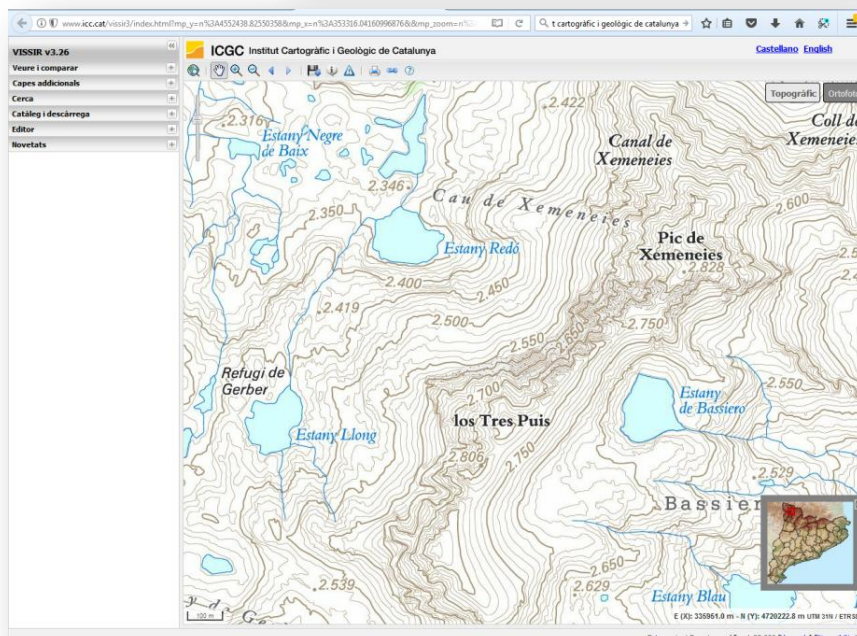 www.icc.cat/vissir3/index.html?mp_y=n%3A4552438.82550358&mp_x=n%3A353316.04160996876&&mp_zoom=n%
t cartogràfic i geològic de catalunya
VISSIR v3.26
Veure i comparar
Capes addicionals
Cerca
Catàleg i descàrrega
Editor
Novetats
ICGC Institut Cartogràfic i Geològic de Catalunya
Castellano English
Topogràfic
Ortofoto
2.422
Coll de
Xemeneies
2.316
Estany Negre
de Baix
Canal de
Xemeneies
2.346
Cau de Xemeneies
2.600
2.350
Estany Redó
Pic de
Xemeneies
2.828
2.400
2.450
2.419
2.500
2.750
2.550
2.650
Refugi de
Gerber
2.700
Estany
de Bassiero
2.550
los Tres Puis
Estany Llong
2.750
2.806
2.529
Bassier
2.539
2.650
2.629
Estany Blau
100 m
E (X): 335951.0 m - N (Y): 4720222.8 m UTM 31N / ETRS